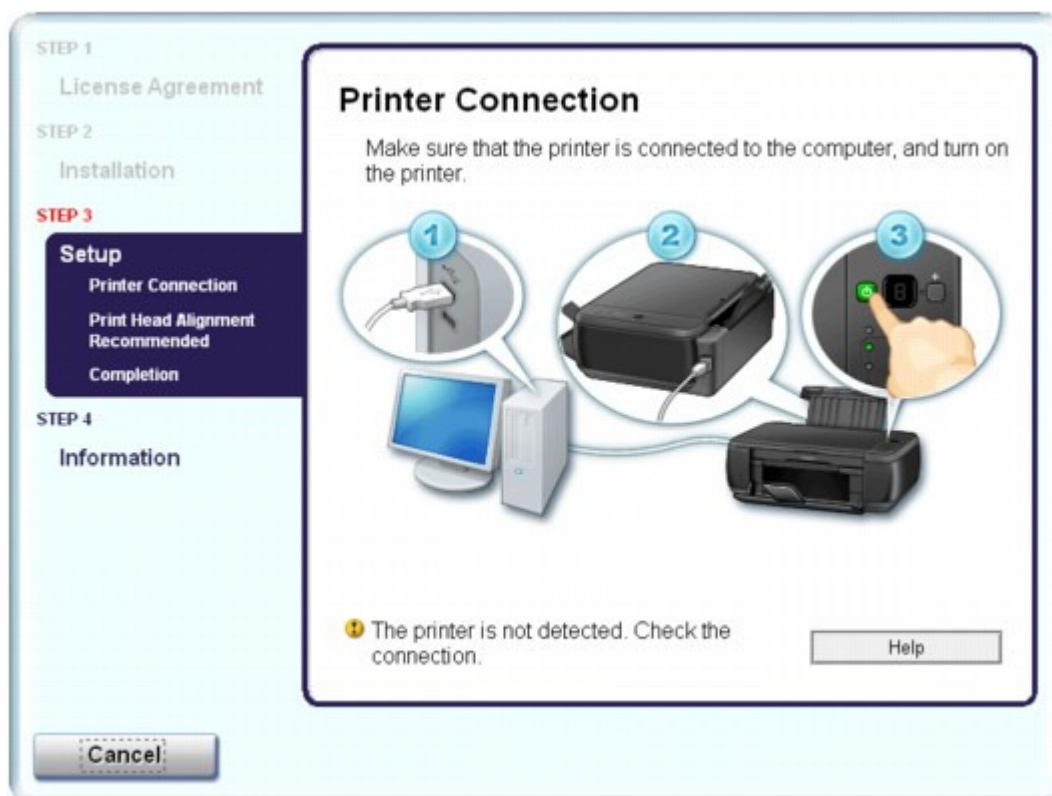 STEP 1
License Agreement
STEP 2
Installation
STEP 3
Setup
Printer Connection
Print Head Alignment
Recommended
Completion
STEP 4
Information
Printer Connection
Make sure that the printer is connected to the computer, and turn on
the printer.
1
2
3
8
+
The printer is not detected. Check the
connection.
Help
Cancel